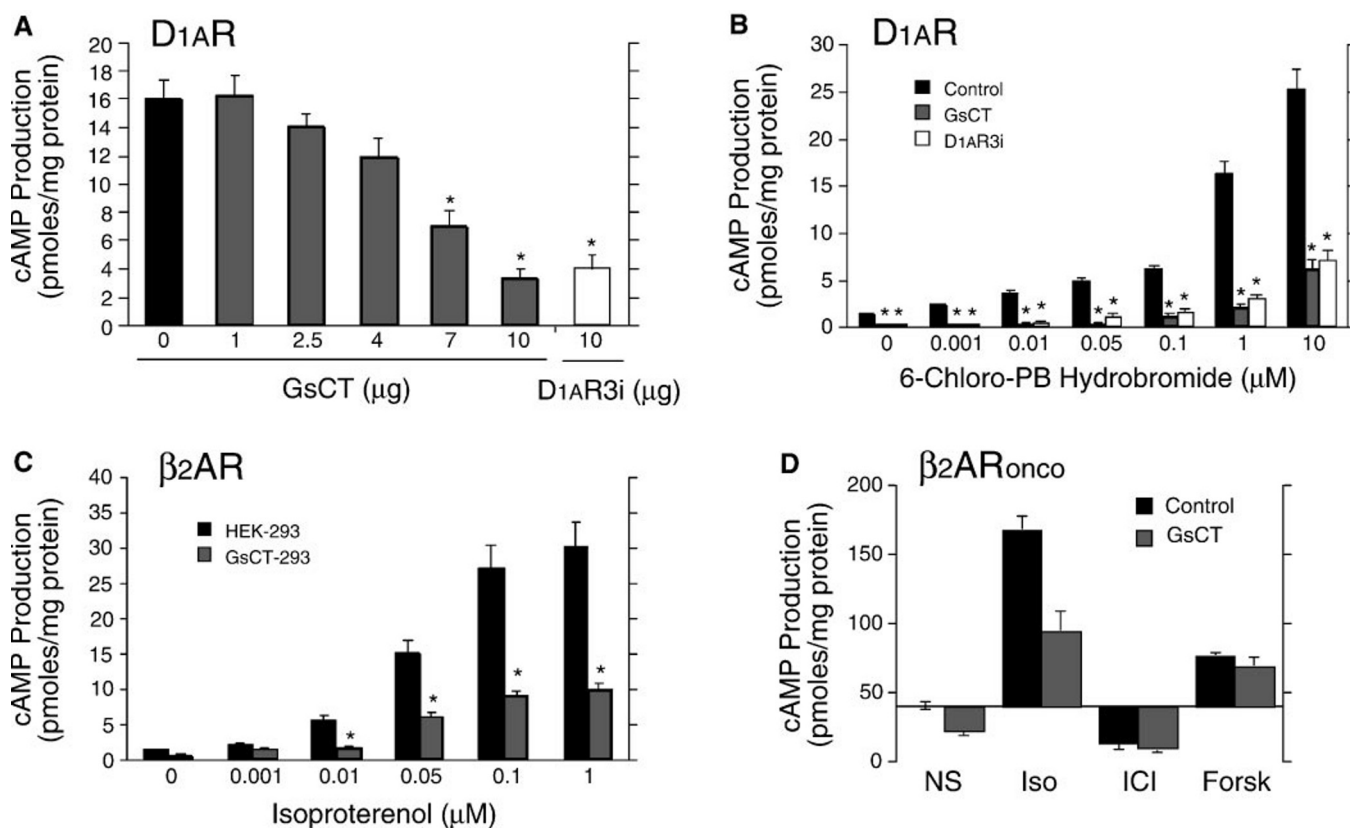 A
D1AR
cAMP Production
(pmoles/mg protein)
20
18
16
14
12
10
8
6
4
2
0
*
*
*
0 1 2.5 4 7 10 10
GsCT (μg) D1AR3i (μg)
B
D1AR
cAMP Production
(pmoles/mg protein)
30
25
20
15
10
5
0
Control
GsCT
D1AR3i
* * * * * * * * * * * * * *
0 0.001 0.01 0.05 0.1 1 10
6-Chloro-PB Hydrobromide (μM)
C
β2AR
cAMP Production
(pmoles/mg protein)
40
35
30
25
20
15
10
5
0
HEK-293
GsCT-293
* * * *
0 0.001 0.01 0.05 0.1 1
Isoproterenol (μM)
D
β2ARonco
cAMP Production
(pmoles/mg protein)
200
100
40
0
Control
GsCT
NS Iso ICI Forsk